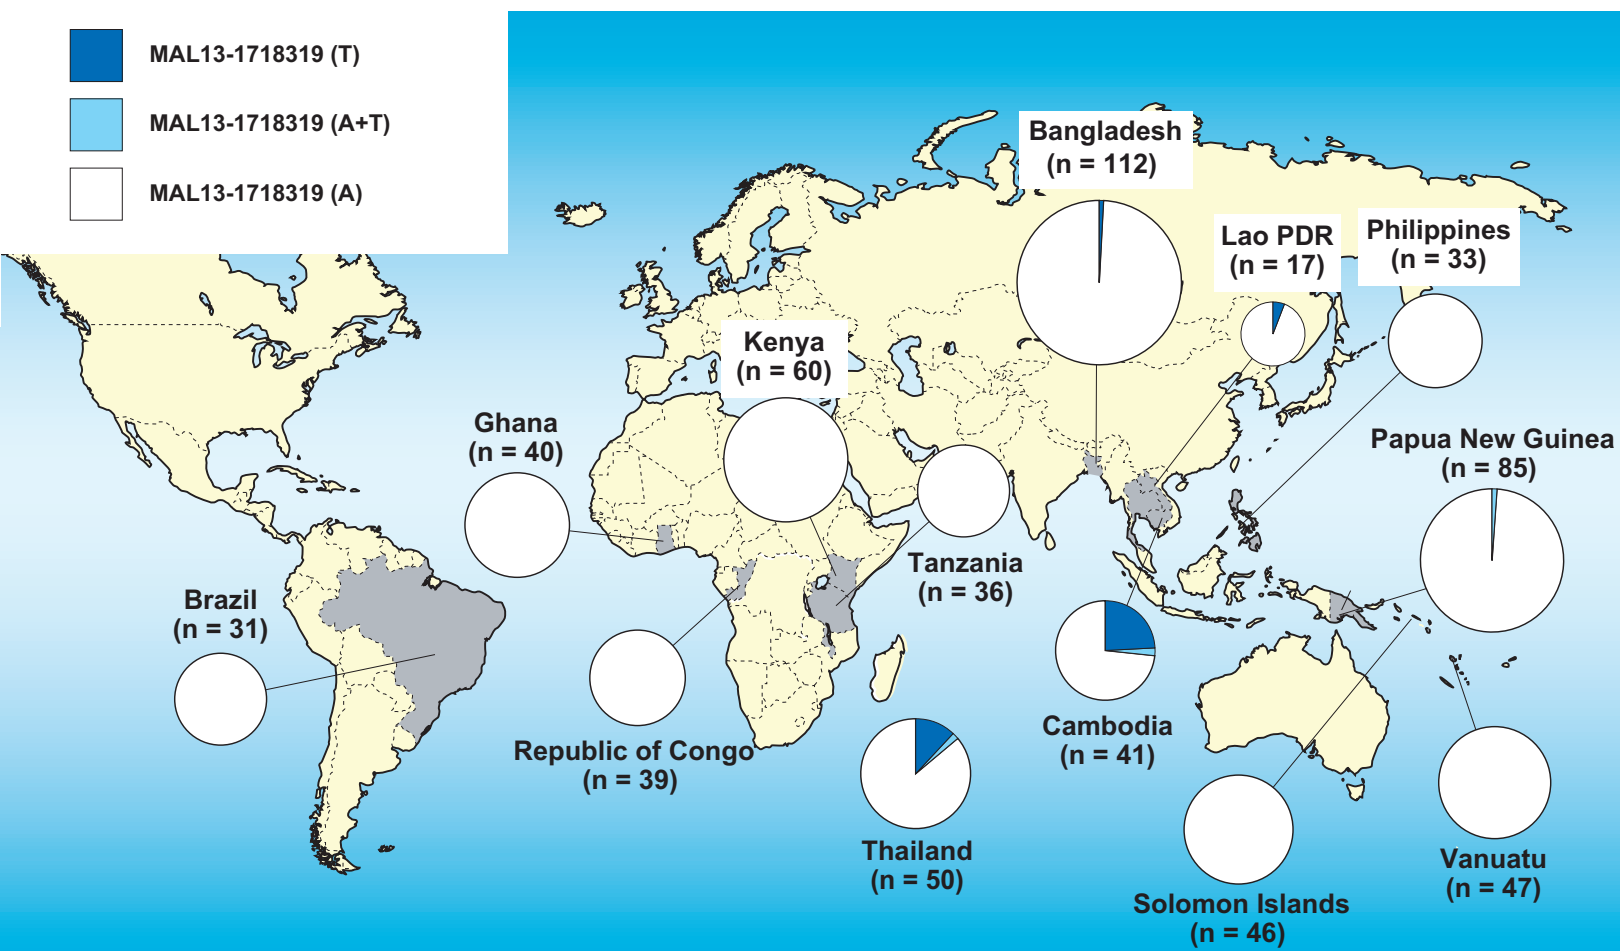 MAL13-1718319 (T)
MAL13-1718319 (A+T)
MAL13-1718319 (A)
Bangladesh
(n = 112)
Lao PDR
(n = 17)
Philippines
(n = 33)
Kenya
(n = 60)
Ghana
(n = 40)
Papua New Guinea
(n = 85)
Tanzania
(n = 36)
Brazil
(n = 31)
Republic of Congo
(n = 39)
Cambodia
(n = 41)
Thailand
(n = 50)
Vanuatu
(n = 47)
Solomon Islands
(n = 46)